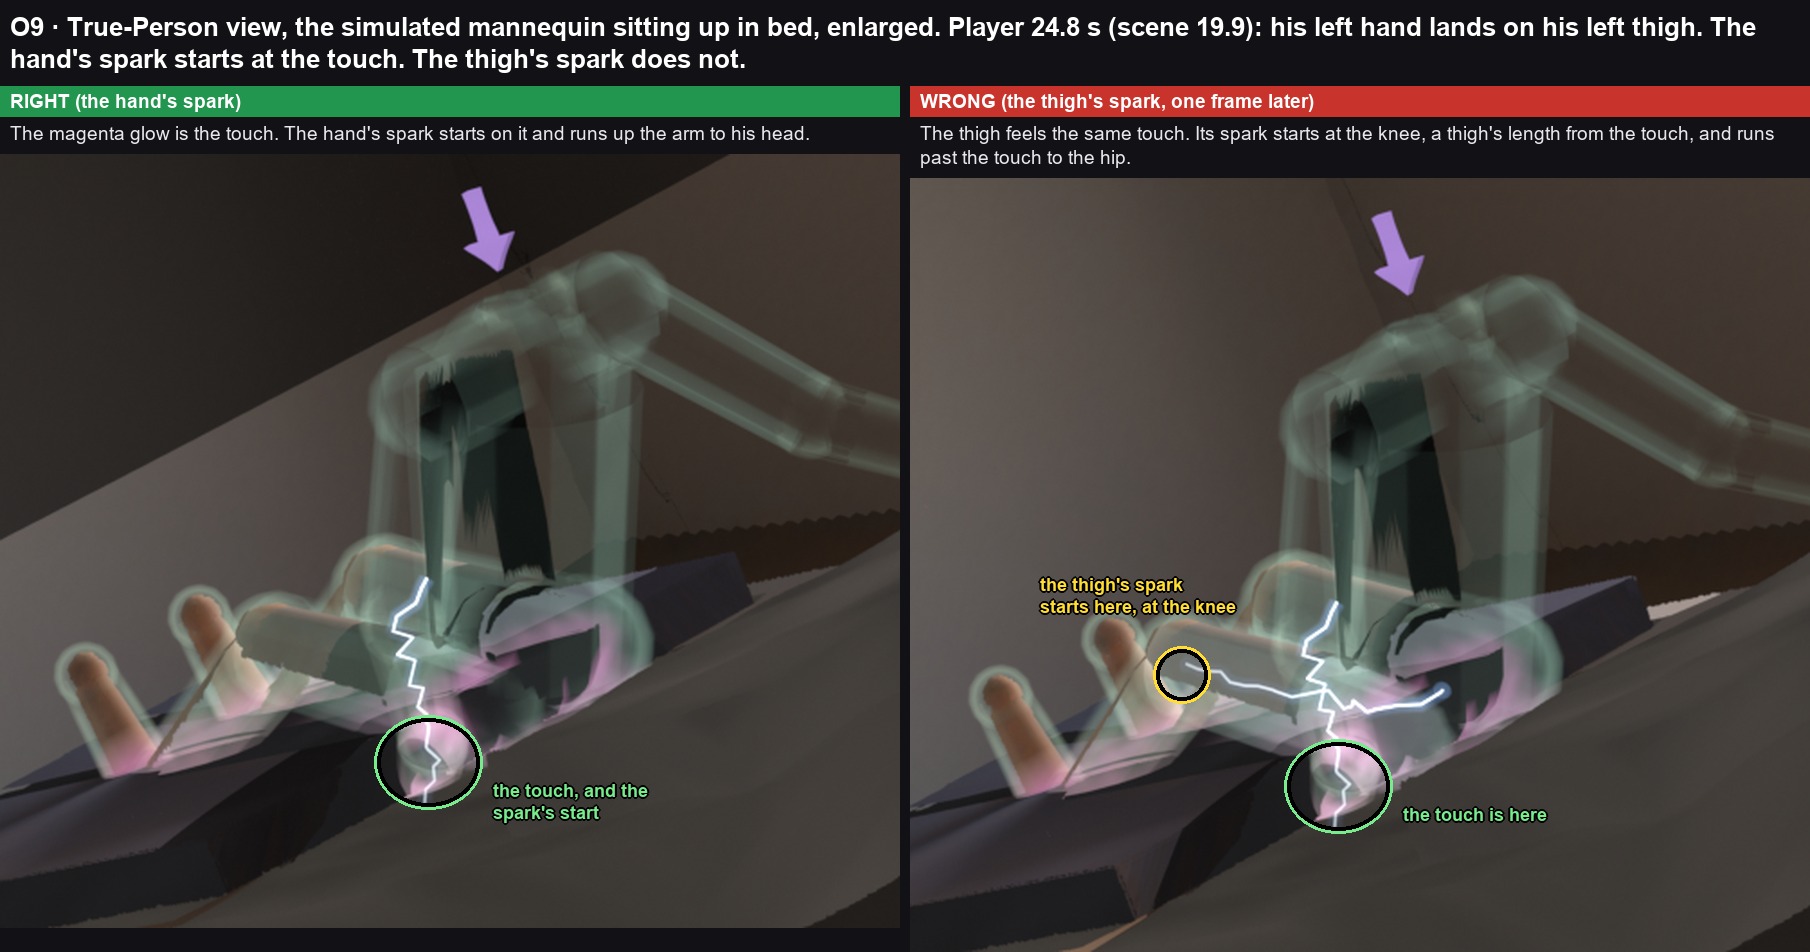 O9 · True-Person view, the simulated mannequin sitting up in bed, enlarged. Player 24.8 s (scene 19.9): his left hand lands on his left thigh. The
hand's spark starts at the touch. The thigh's spark does not.
RIGHT (the hand's spark)
The magenta glow is the touch. The hand's spark starts on it and runs up the arm to his head.
the touch, and the
spark's start
WRONG (the thigh's spark, one frame later)
The thigh feels the same touch. Its spark starts at the knee, a thigh's length from the touch, and runs
past the touch to the hip.
the thigh's spark
starts here, at the knee
the touch is here